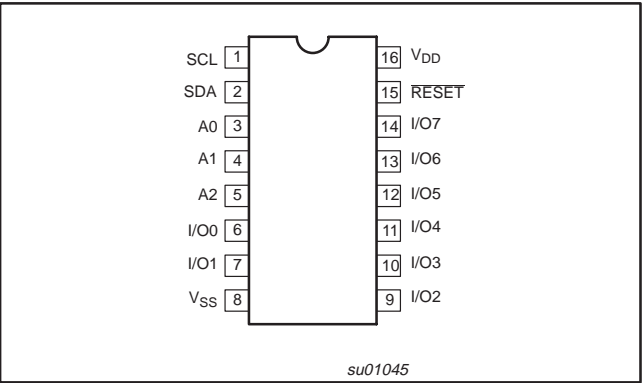 SCL 1 16 VDD
SDA 2 15 RESET
A0 3 14 I/O7
A1 4 13 I/O6
A2 5 12 I/O5
I/O0 6 11 I/O4
I/O1 7 10 I/O3
VSS 8 9 I/O2
su01045